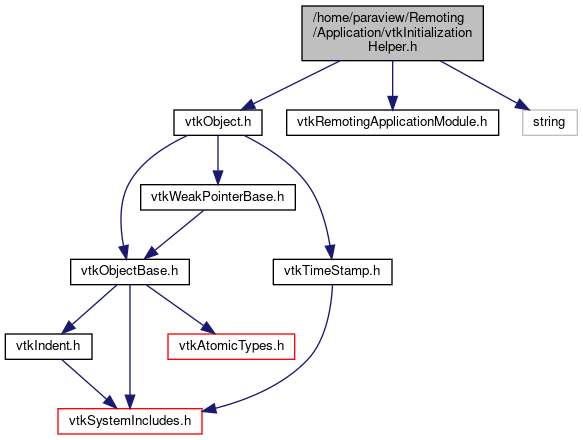 /home/paraview/Remoting
/Application/vtkInitialization
Helper.h
vtkObject.h
vtkRemotingApplicationModule.h
string
vtkWeakPointerBase.h
vtkObjectBase.h
vtkTimeStamp.h
vtkIndent.h
vtkAtomicTypes.h
vtkSystemIncludes.h